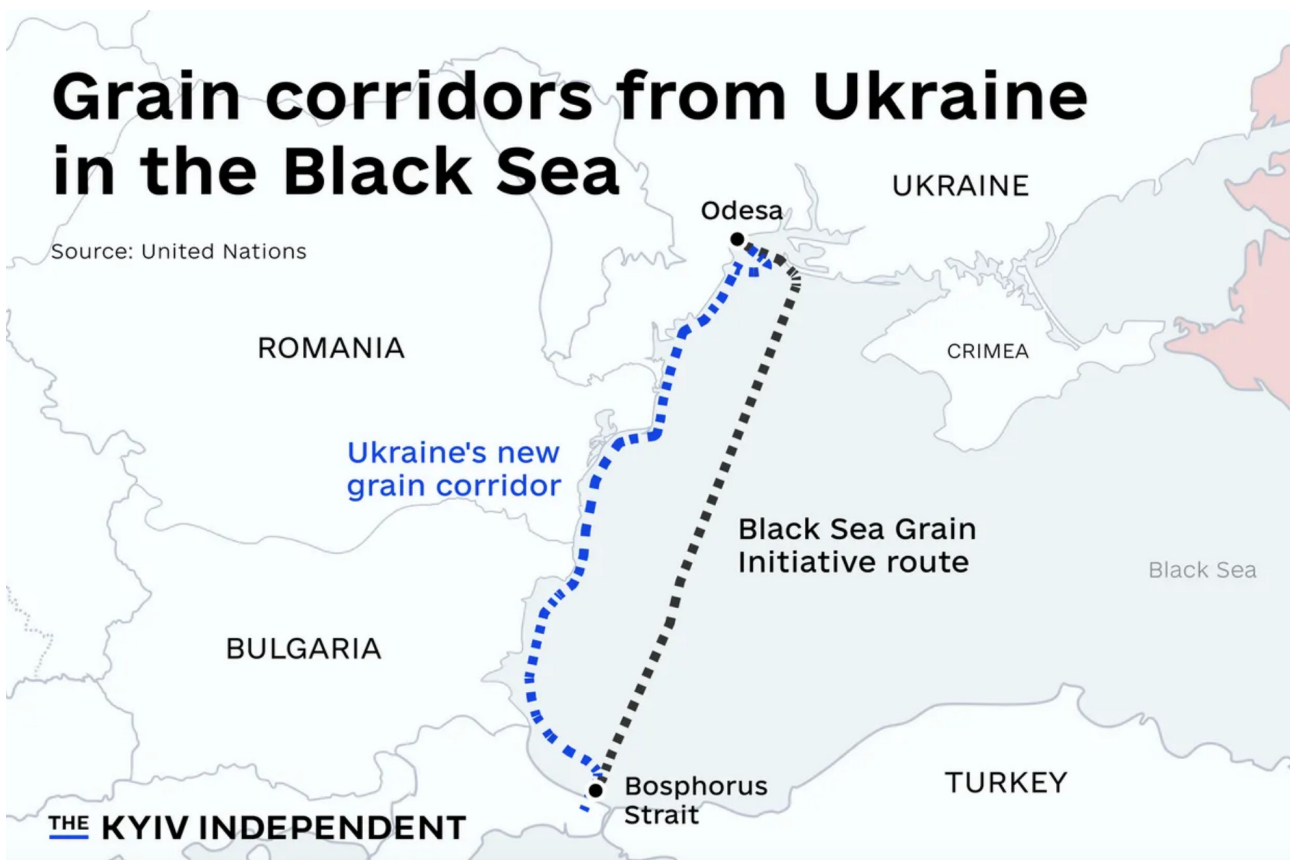 Grain corridors from Ukraine
in the Black Sea
Source: United Nations
Odesa
UKRAINE
ROMANIA
CRIMEA
Ukraine's new
grain corridor
Black Sea Grain
Initiative route
Black Sea
BULGARIA
Bosphorus
Strait
TURKEY
THE KYIV INDEPENDENT